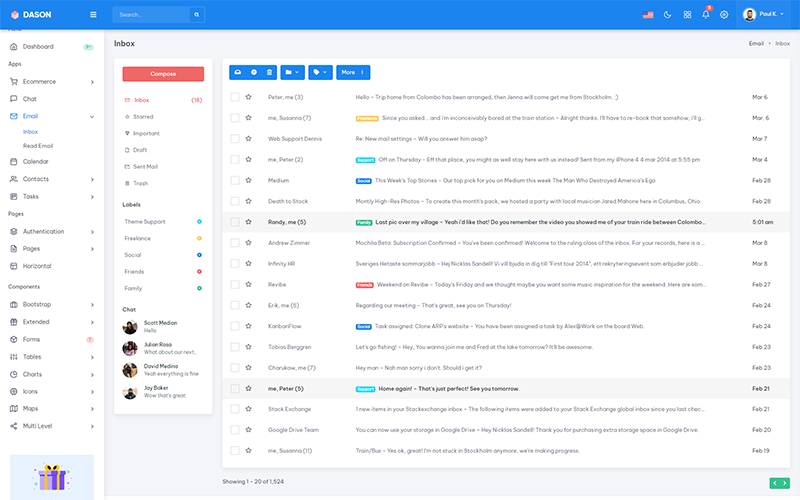 DASON
Search...
5
Paul K.
Dashboard
Inbox
Email
Inbox
Apps
Ecommerce
Chat
Email
Inbox
Read Email
Calendar
Contacts
Tasks
Pages
Authentication
Pages
Horizontal
Components
Bootstrap
Extended
Forms
Tables
Charts
Icons
Maps
Multi Level
Compose
Inbox (18)
Starred
Important
Draft
Sent Mail
Trash
Labels
Theme Support
Freelance
Social
Friends
Family
Chat
Scott Median
Hello
Julian Rosa
What about our next..
David Medina
Yeah everything is fine
Jay Baker
Wow that's great
More
Peter, me (3) Hello – Trip home from Colombo has been arranged, then Jenna will come get me from Stockholm. :) Mar 6
me, Susanna (7) Freelance Since you asked... and i'm inconceivably bored at the train station – Alright thanks. I'll have to re-book that somehow, i'll g... Mar. 6
Web Support Dennis Re: New mail settings – Will you answer him asap? Mar 7
me, Peter (2) Support Off on Thursday - Eff that place, you might as well stay here with us instead! Sent from my iPhone 4 4 mar 2014 at 5:55 pm Mar 4
Medium Social This Week's Top Stories – Our top pick for you on Medium this week The Man Who Destroyed America's Ego Feb 28
Death to Stock Montly High-Res Photos – To create this month's pack, we hosted a party with local musician Jared Mahone here in Columbus, Ohio. Feb 28
Randy, me (5) Family Last pic over my village – Yeah i'd like that! Do you remember the video you showed me of your train ride between Colombo... 5:01 am
Andrew Zimmer Mochila Beta: Subscription Confirmed – You've been confirmed! Welcome to the ruling class of the inbox. For your records, here is a ... Mar 8
Infinity HR Sveriges Hetaste sommarjobb – Hej Nicklas Sandell! Vi vill bjuda in dig till "First tour 2014", ett rekryteringsevent som erbjuder jobb ... Mar 8
Revibe Friends Weekend on Revibe – Today's Friday and we thought maybe you want some music inspiration for the weekend. Here are som... Feb 27
Erik, me (5) Regarding our meeting – That's great, see you on Thursday! Feb 24
KanbanFlow Social Task assigned: Clone ARP's website – You have been assigned a task by Alex@Work on the board Web. Feb 24
Tobias Berggren Let's go fishing! – Hey, You wanna join me and Fred at the lake tomorrow? It'll be awesome. Feb 23
Charukaw, me (7) Hey man – Nah man sorry i don't. Should i get it? Feb 23
me, Peter (5) Support Home again! – That's just perfect! See you tomorrow. Feb 21
Stack Exchange 1 new items in your Stackexchange inbox – The following items were added to your Stack Exchange global inbox since you last chec... Feb 21
Google Drive Team You can now use your storage in Google Drive – Hey Nicklas Sandell! Thank you for purchasing extra storage space in Google Drive. Feb 20
me, Susanna (11) Train/Bus – Yes ok, great! I'm not stuck in Stockholm anymore, we're making progress. Feb 19
Showing 1 - 20 of 1,524